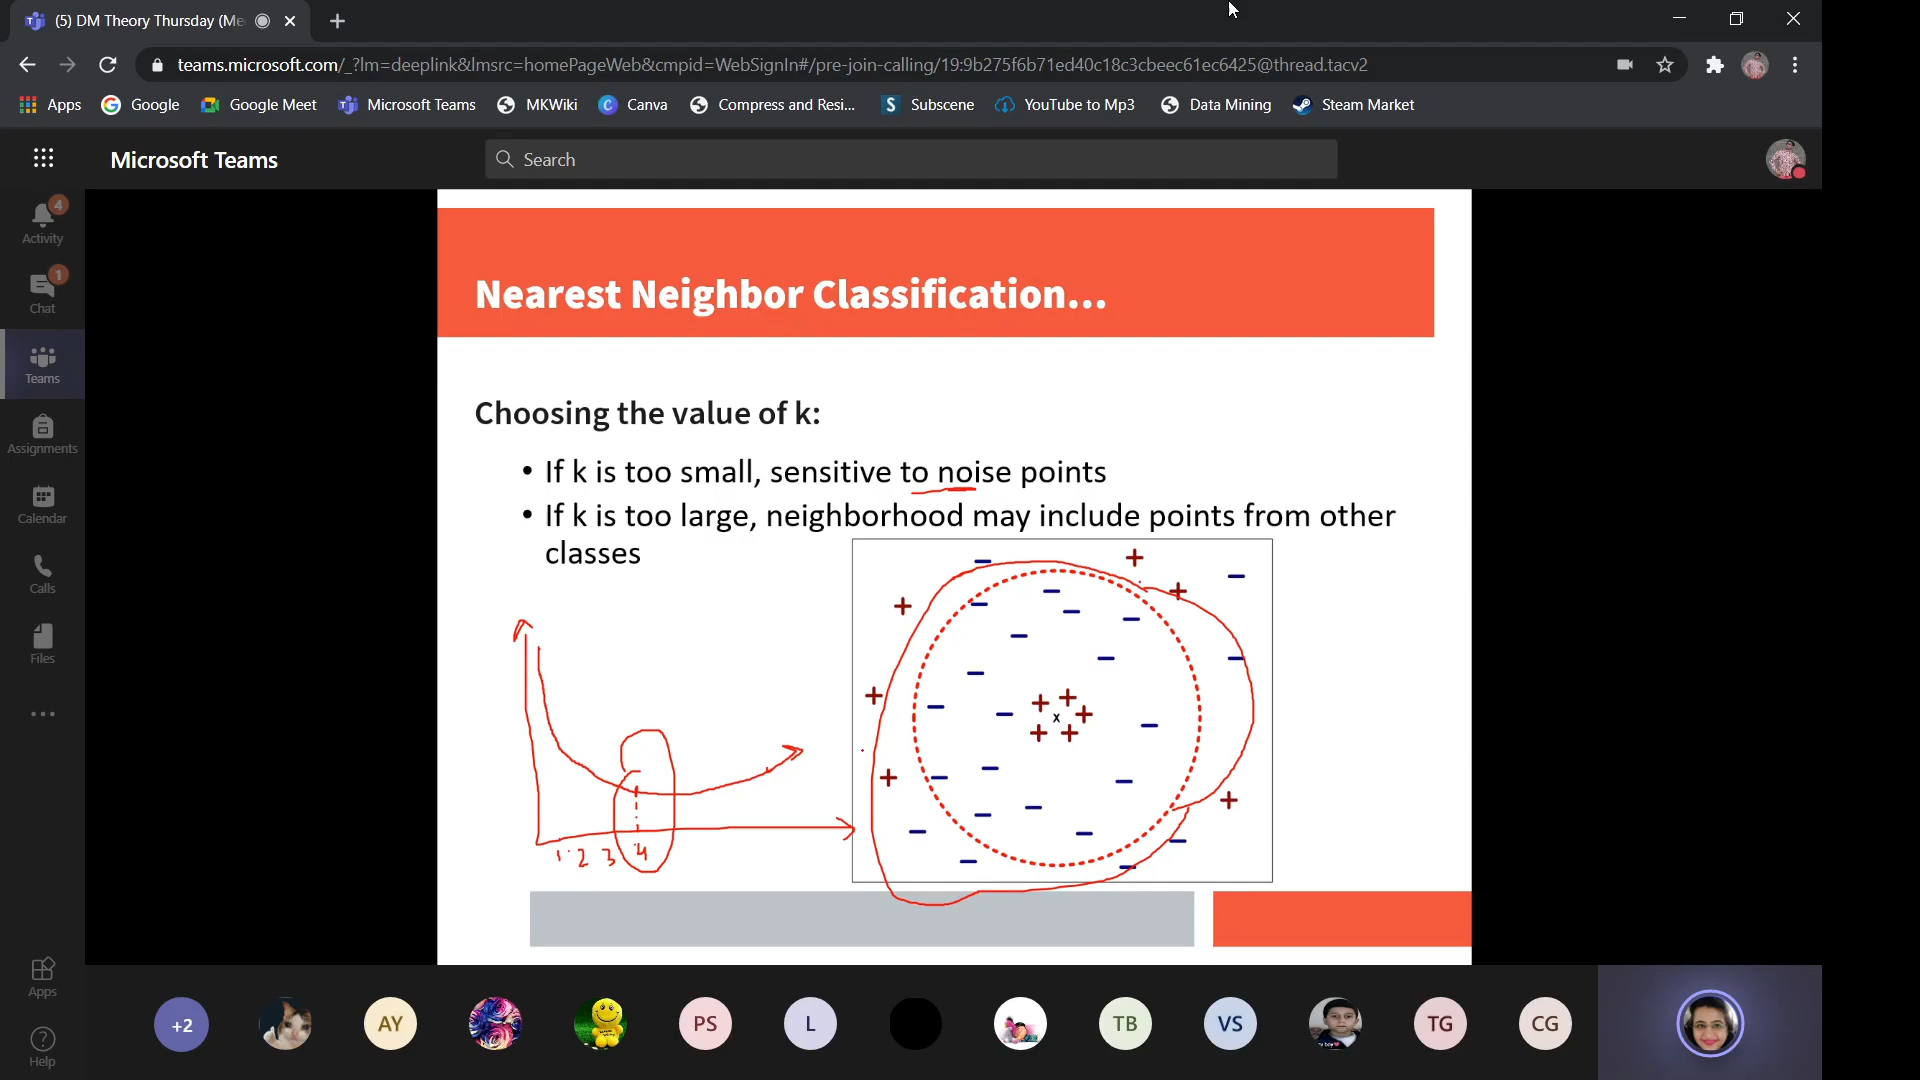 (5) DM Theory Thursday (Me
teams.microsoft.com/_?lm=deeplink&lmsrc=homePageWeb&cmpid=WebSignIn#/pre-join-calling/19:9b275f6b71ed40c18c3cbeec61ec6425@thread.tacv2
Apps Google Google Meet Microsoft Teams MKWiki Canva Compress and Resi... Subscene YouTube to Mp3 Data Mining Steam Market
Microsoft Teams
Search
4
Activity
1
Chat
Teams
Assignments
Calendar
Calls
Files
Apps
Help
Nearest Neighbor Classification...
Choosing the value of k:
• If k is too small, sensitive to noise points
• If k is too large, neighborhood may include points from other
classes
x
1 2 3 4
+2 AY PS L TB VS TG CG